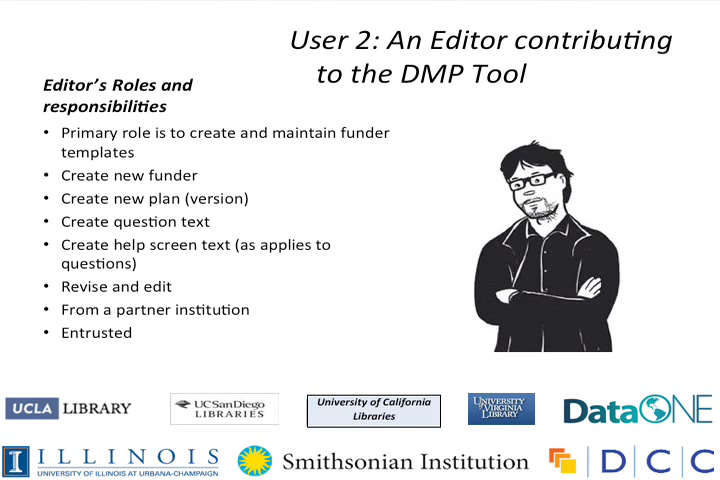 User 2: An Editor contributing
to the DMP Tool
Editor's Roles and
responsibilities
• Primary role is to create and maintain funder
templates
• Create new funder
• Create new plan (version)
• Create question text
• Create help screen text (as applies to
questions)
• Revise and edit
• From a partner institution
• Entrusted
UCLA LIBRARY
UC San Diego
LIBRARIES
University of California
Libraries
UNIVERSITY
of VIRGINIA
LIBRARY
DataONE
I ILLINOIS
UNIVERSITY OF ILLINOIS AT URBANA-CHAMPAIGN
Smithsonian Institution
D C C